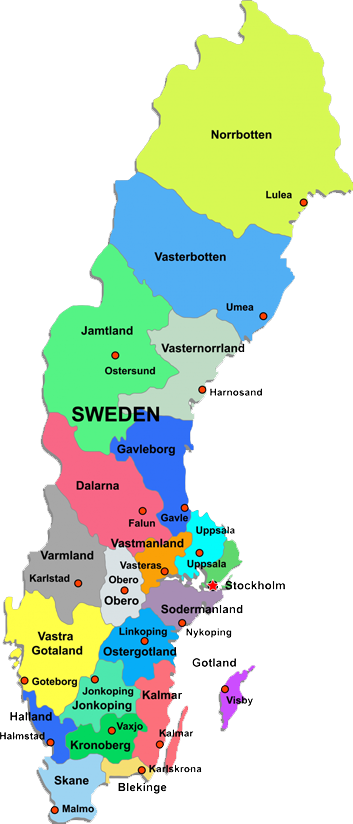 Norrbotten
Lulea
Vasterbotten
Umea
Jamtland
Vasternorrland
Ostersund
Harnosand
SWEDEN
Gavleborg
Dalarna
Falun
Gavle
Uppsala
Vastmanland
Varmland
Vasteras
Uppsala
Karlstad
Obero
Stockholm
Obero
Sodermanland
Vastra
Gotaland
Linkoping
Nykoping
Ostergotland
Gotland
Goteborg
Jonkoping
Kalmar
Visby
Jonkoping
Halland
Vaxjo
Halmstad
Kalmar
Kronoberg
Karlskrona
Skane
Blekinge
Malmo